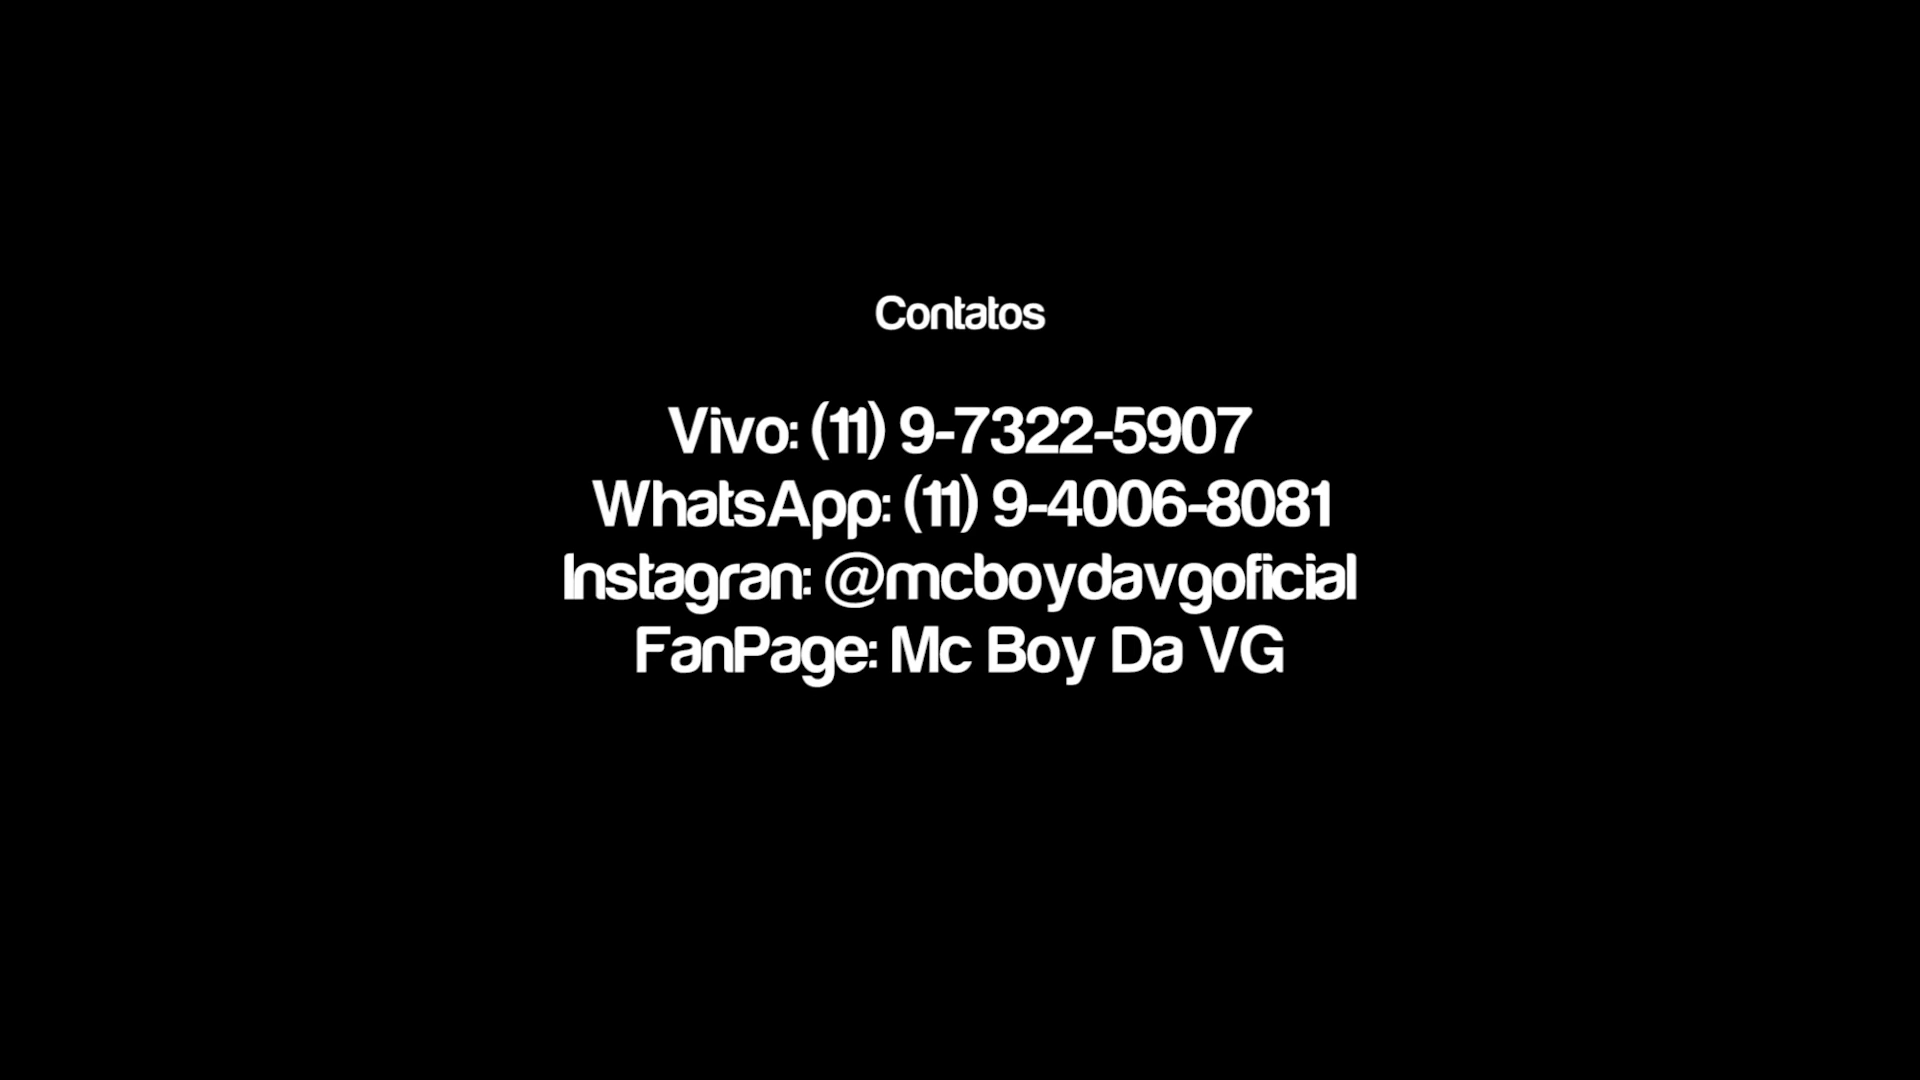 Contatos
Vivo: (11) 9-7322-5907
WhatsApp: (11) 9-4006-8081
Instagran: @mcboydavgoficial
FanPage: Mc Boy Da VG